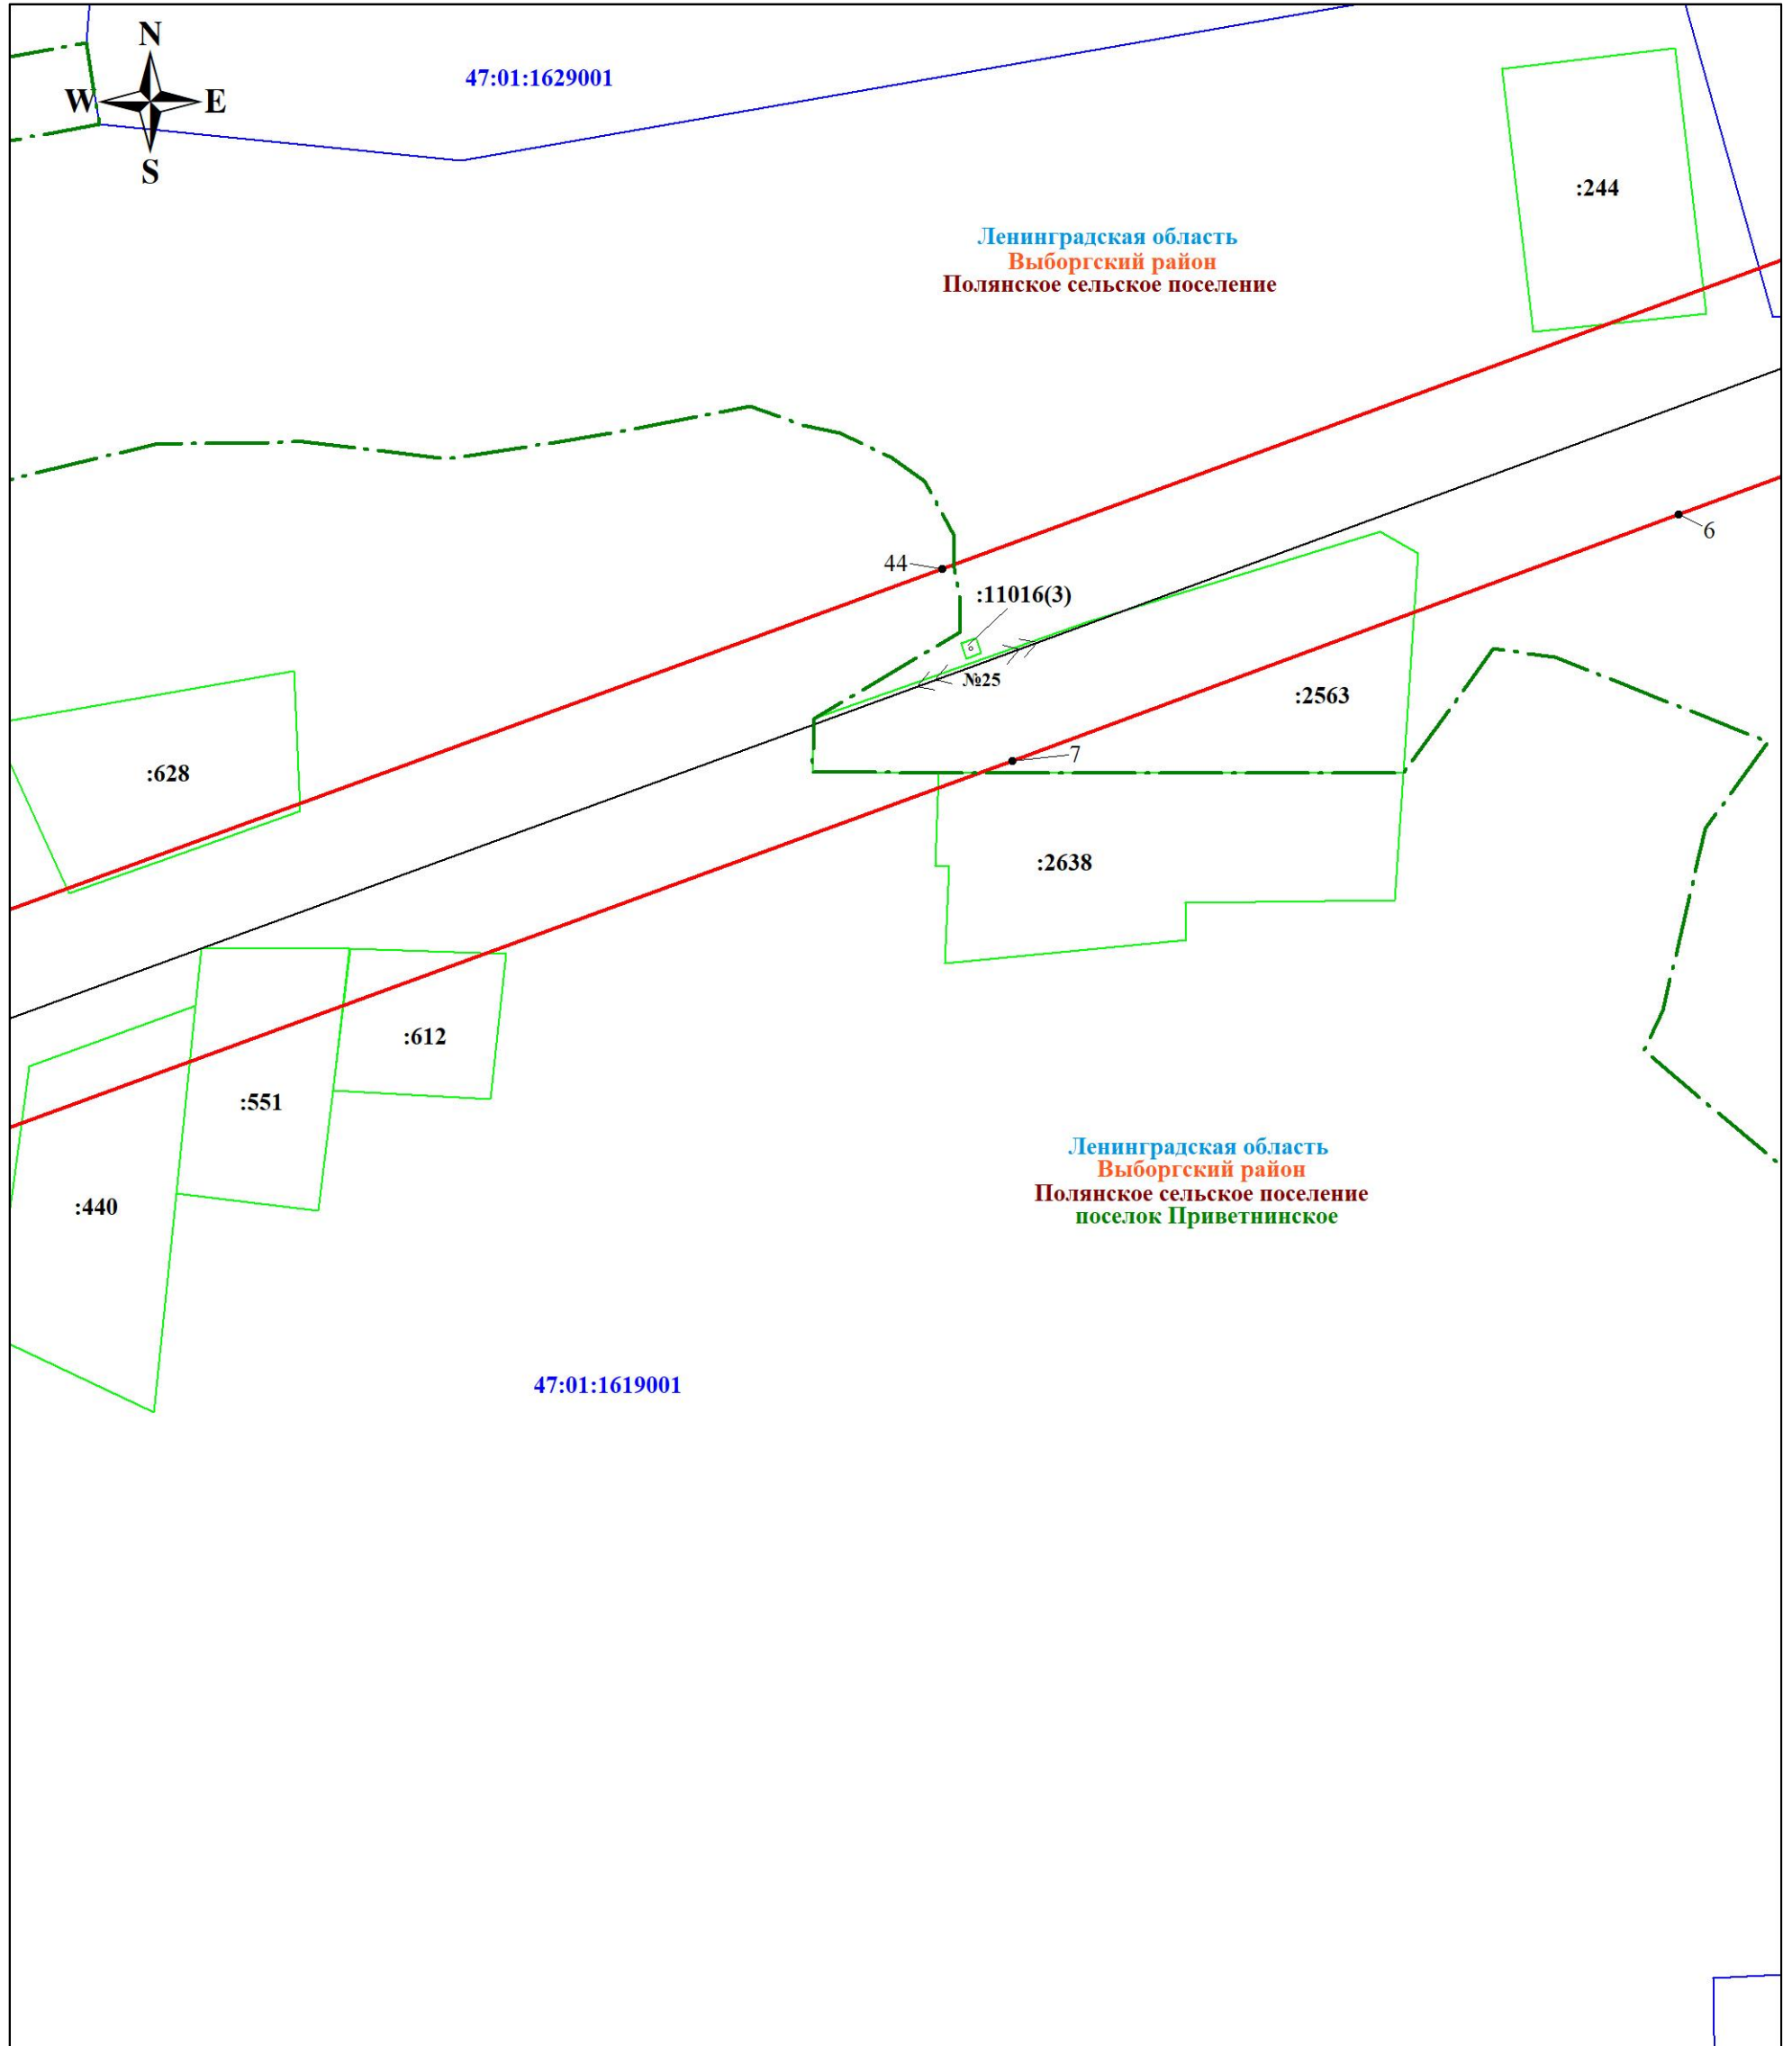 N
W E
S
47:01:1629001
:244
Ленинградская область
Выборгский район
Полянское сельское поселение
6
44
:11016(3)
№25
:2563
7
:628
:2638
:612
:551
Ленинградская область
Выборгский район
Полянское сельское поселение
поселок Приветнинское
:440
47:01:1619001